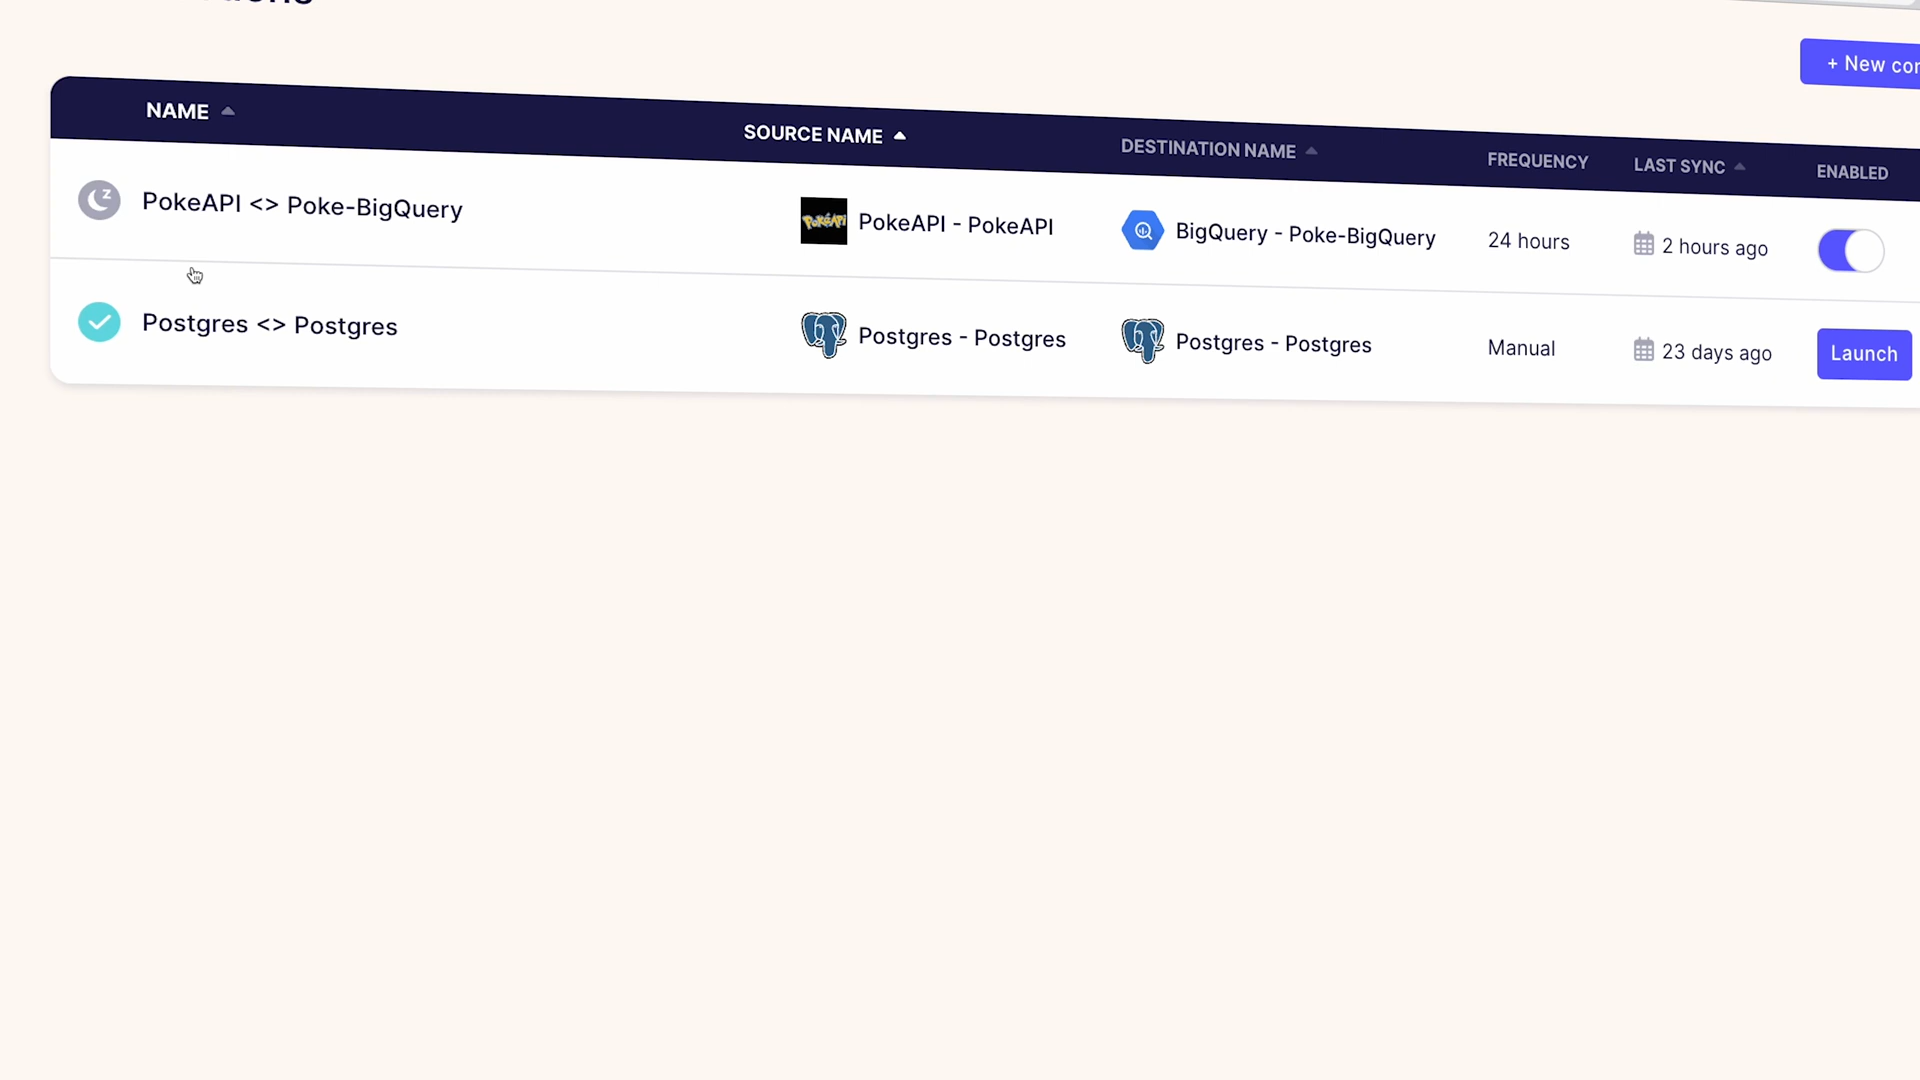 + New
NAME SOURCE NAME DESTINATION NAME FREQUENCY LAST SYNC ENABLED
PokeAPI <> Poke-BigQuery PokeAPI PokeAPI - PokeAPI BigQuery - Poke-BigQuery 24 hours 2 hours ago
Postgres <> Postgres Postgres - Postgres Postgres - Postgres Manual 23 days ago Launch